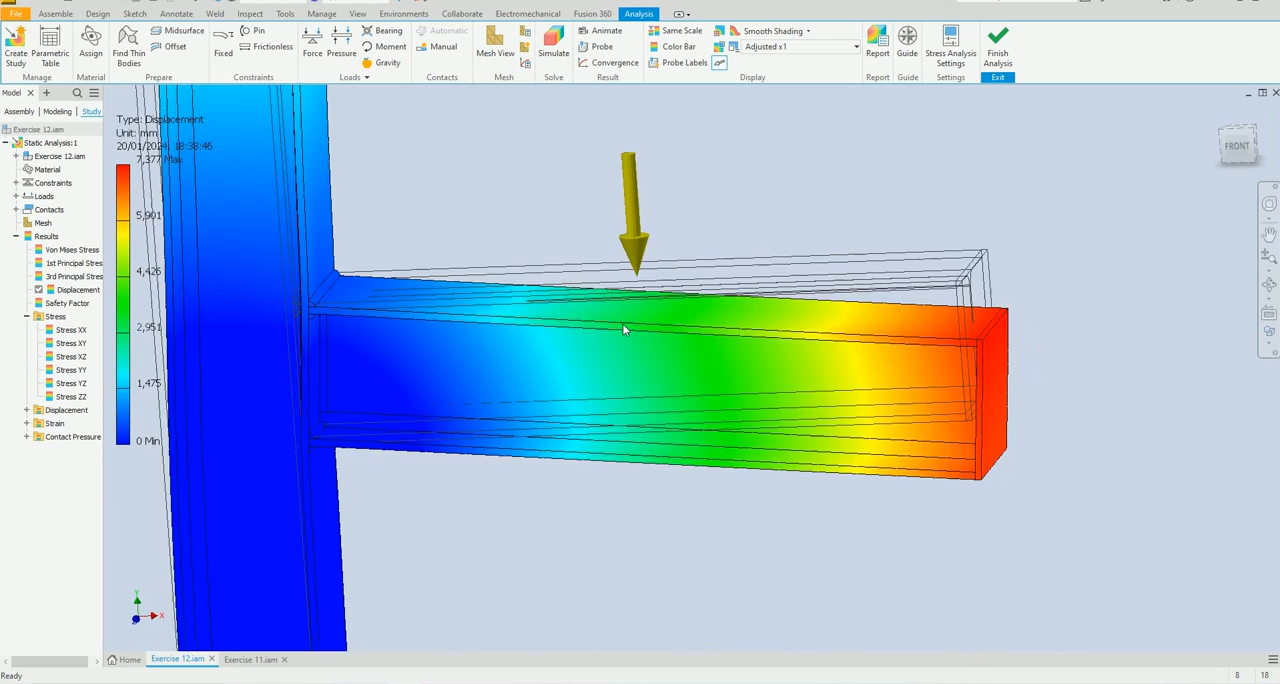 File Assemble Design Sketch Annotate Weld Inspect Tools Manage View Environments Collaborate Electromechanical Fusion 360 Analysis
Create Study
Parametric Table
Assign
Find Thin Bodies
Midsurface
Offset
Fixed
Pin
Frictionless
Force
Pressure
Bearing
Moment
Gravity
Automatic
Manual
Mesh View
Simulate
Animate
Probe
Convergence
Same Scale
Color Bar
Probe Labels
Smooth Shading
Adjusted x1
Report
Guide
Stress Analysis Settings
Finish Analysis
Manage Material Prepare Constraints Loads Contacts Mesh Solve Result Display Report Guide Settings Exit
Model
Assembly Modeling Study
Exercise 12.iam
Static Analysis:1
Exercise 12.iam
Material
Constraints
Loads
Contacts
Mesh
Results
Von Mises Stress
1st Principal Stres
3rd Principal Stres
Displacement
Safety Factor
Stress
Stress XX
Stress XY
Stress XZ
Stress YY
Stress YZ
Stress ZZ
Displacement
Strain
Contact Pressure
Type: Displacement
Unit: mm
20/01/2024, 18:38:46
7,377 Max
5,901
4,426
2,951
1,475
0 Min
FRONT
Y
X
Home Exercise 12.iam Exercise 11.iam
Ready 8 18